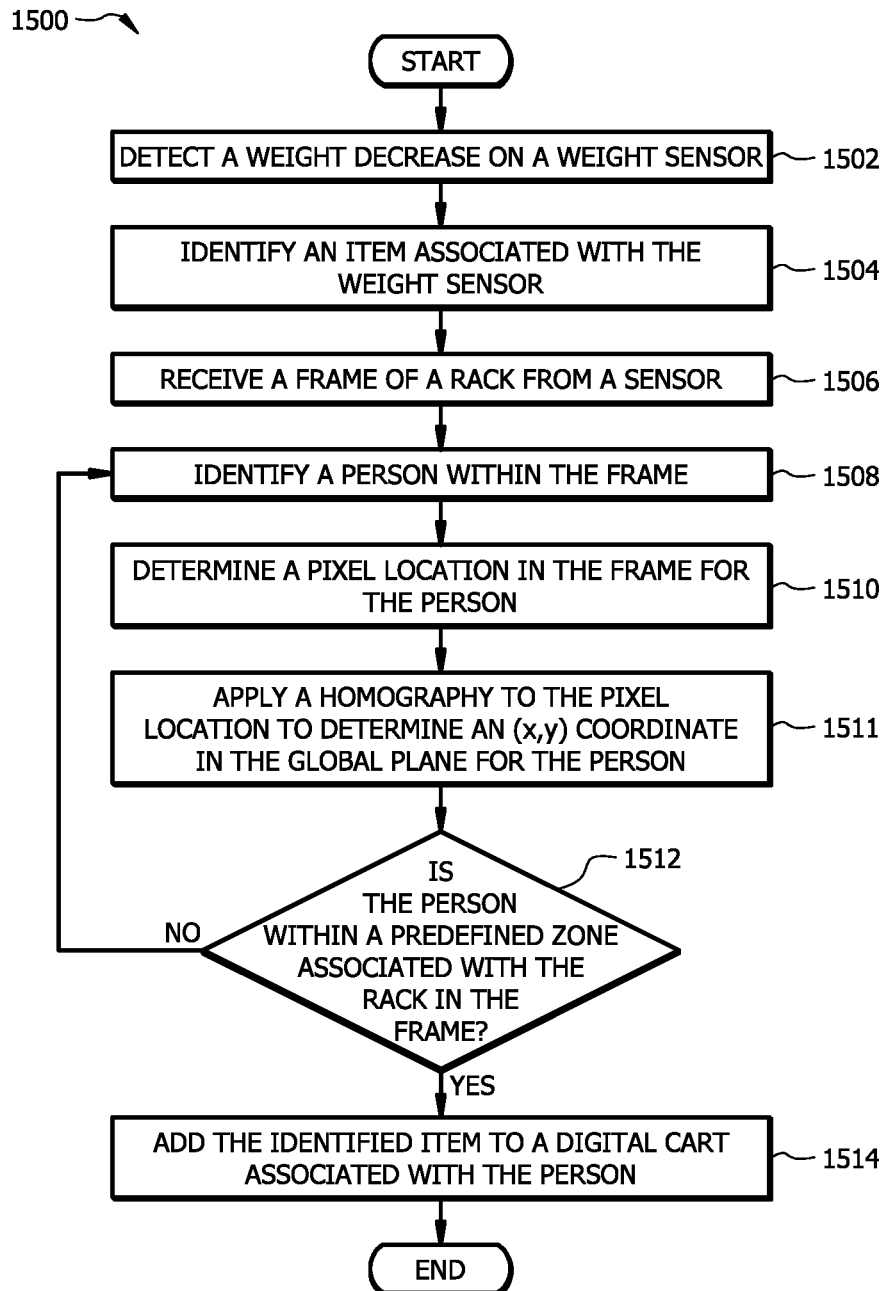 1500
START
DETECT A WEIGHT DECREASE ON A WEIGHT SENSOR
1502
IDENTIFY AN ITEM ASSOCIATED WITH THE
WEIGHT SENSOR
1504
RECEIVE A FRAME OF A RACK FROM A SENSOR
1506
IDENTIFY A PERSON WITHIN THE FRAME
1508
DETERMINE A PIXEL LOCATION IN THE FRAME FOR
THE PERSON
1510
APPLY A HOMOGRAPHY TO THE PIXEL
LOCATION TO DETERMINE AN (x,y) COORDINATE
IN THE GLOBAL PLANE FOR THE PERSON
1511
IS
THE PERSON
WITHIN A PREDEFINED ZONE
ASSOCIATED WITH THE
RACK IN THE
FRAME?
1512
NO
YES
ADD THE IDENTIFIED ITEM TO A DIGITAL CART
ASSOCIATED WITH THE PERSON
1514
END